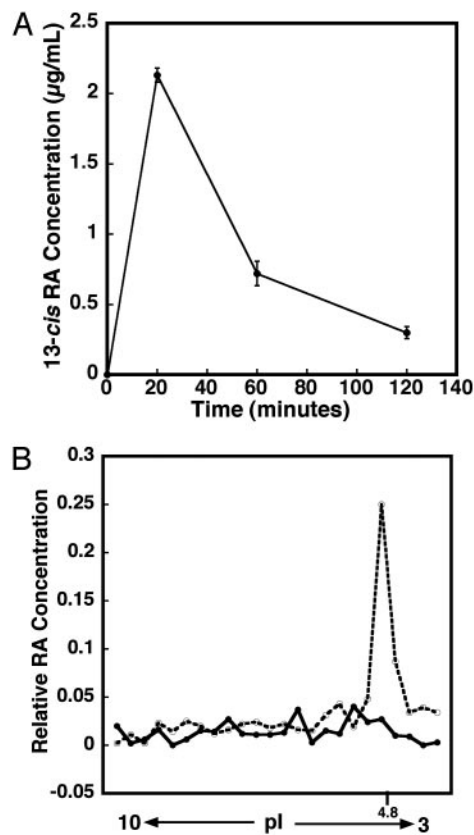 A
2.5
2
1.5
1
0.5
0
13-cis RA Concentration (µg/mL)
0 20 40 60 80 100 120 140
Time (minutes)
B
0.3
0.25
0.2
0.15
0.1
0.05
0
-0.05
Relative RA Concentration
4.8
10 pI 3